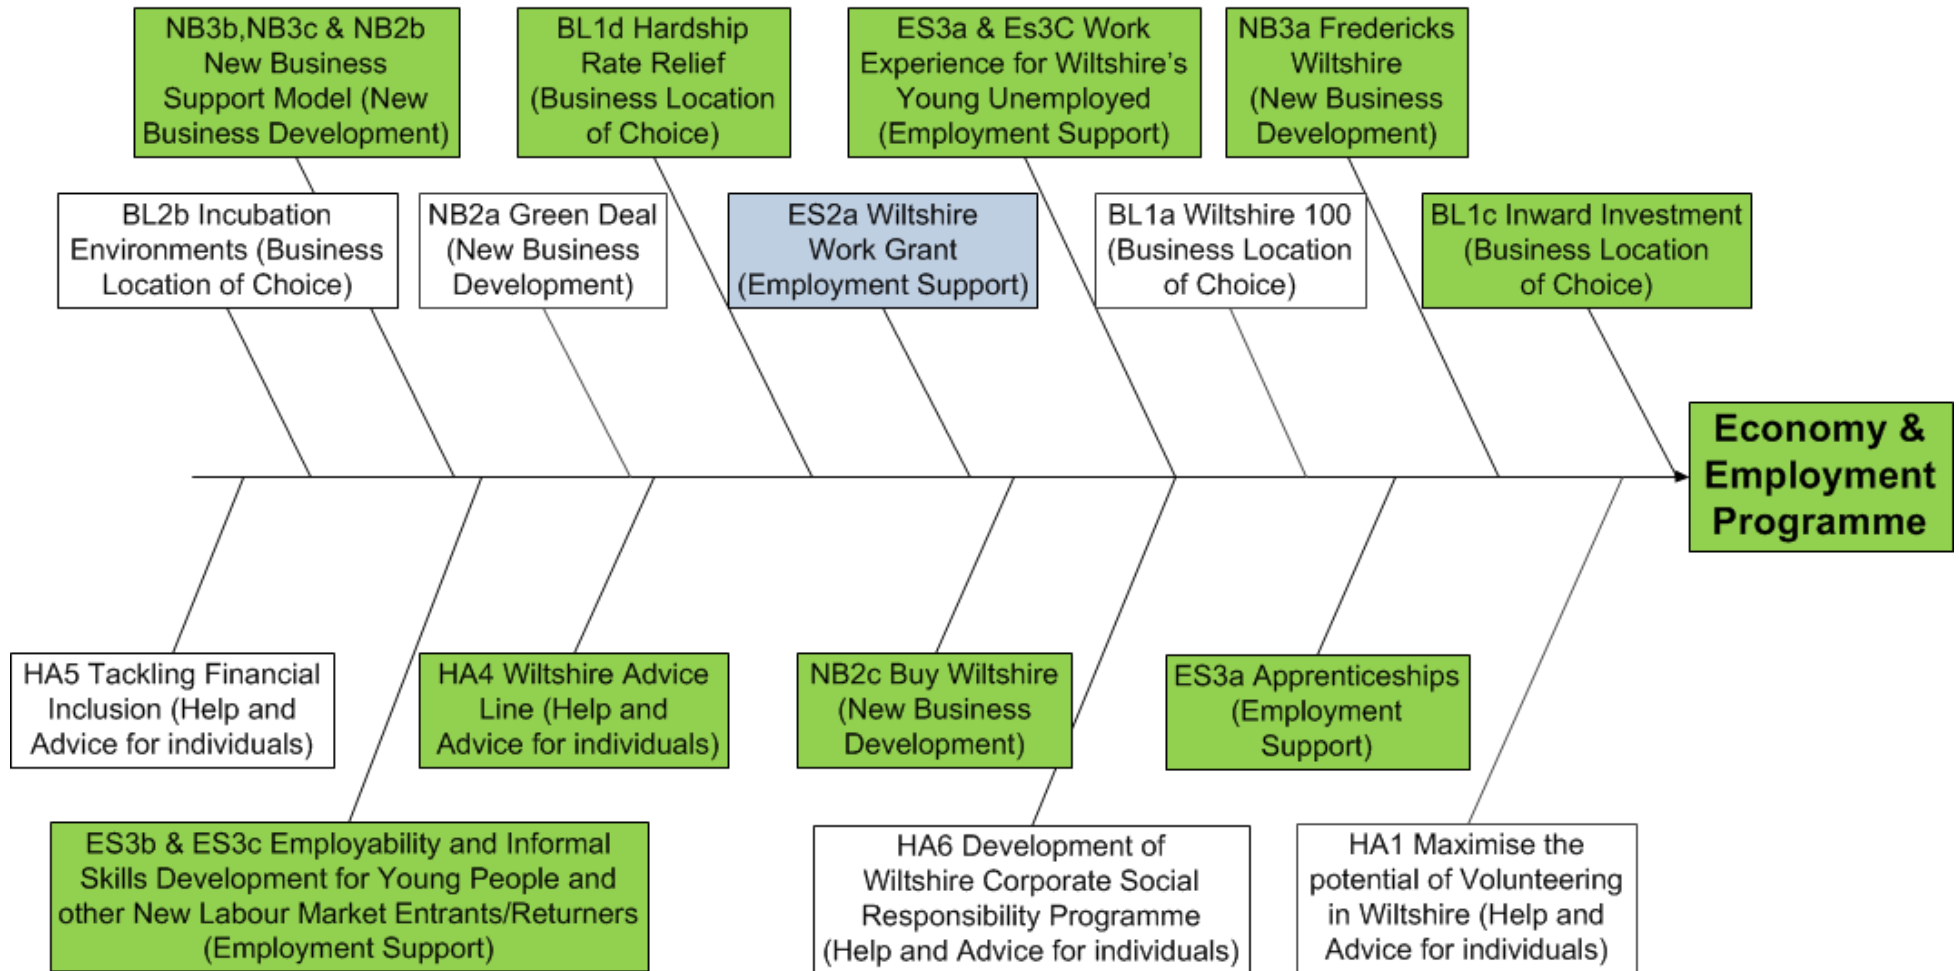 NB3b,NB3c & NB2b
New Business
Support Model (New
Business Development)
BL1d Hardship
Rate Relief
(Business Location
of Choice)
ES3a & Es3C Work
Experience for Wiltshire's
Young Unemployed
(Employment Support)
NB3a Fredericks
Wiltshire
(New Business
Development)
BL2b Incubation
Environments (Business
Location of Choice)
NB2a Green Deal
(New Business
Development)
ES2a Wiltshire
Work Grant
(Employment Support)
BL1a Wiltshire 100
(Business Location
of Choice)
BL1c Inward Investment
(Business Location
of Choice)
Economy &
Employment
Programme
HA5 Tackling Financial
Inclusion (Help and
Advice for individuals)
HA4 Wiltshire Advice
Line (Help and
Advice for individuals)
NB2c Buy Wiltshire
(New Business
Development)
ES3a Apprenticeships
(Employment
Support)
ES3b & ES3c Employability and Informal
Skills Development for Young People and
other New Labour Market Entrants/Returners
(Employment Support)
HA6 Development of
Wiltshire Corporate Social
Responsibility Programme
(Help and Advice for individuals)
HA1 Maximise the
potential of Volunteering
in Wiltshire (Help and
Advice for individuals)